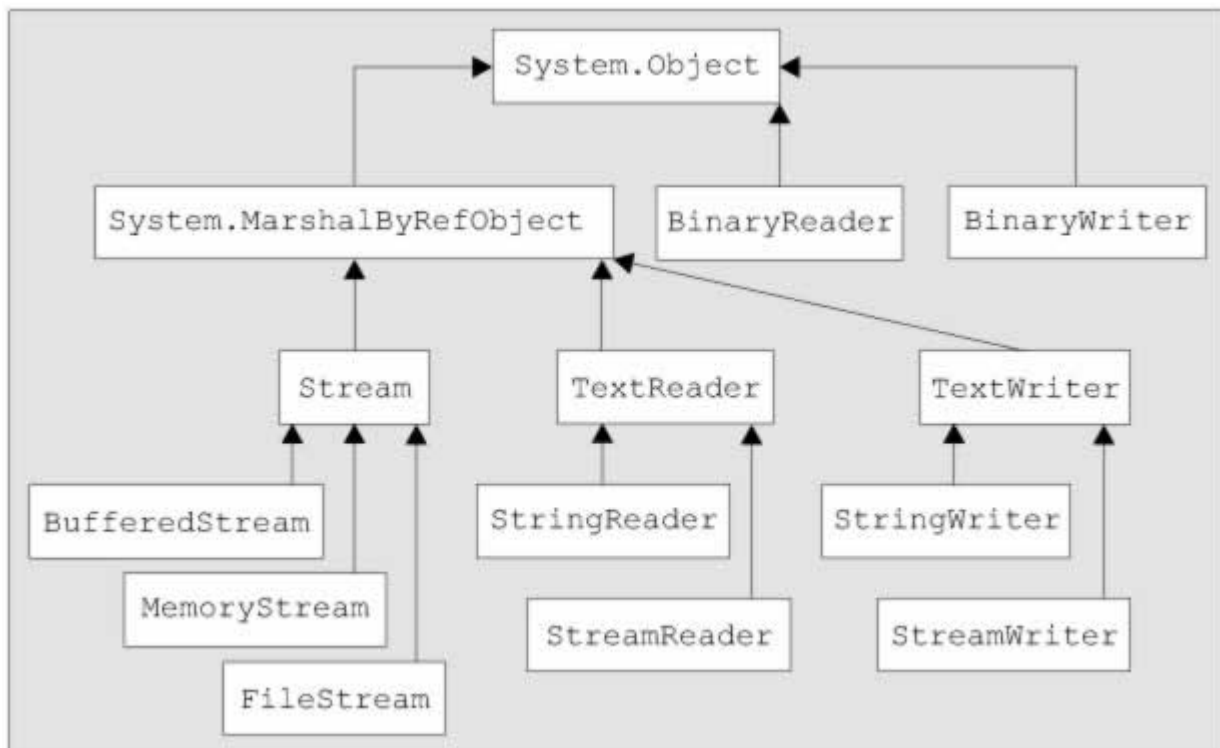 System.Object
System.MarshalByRefObject
BinaryReader
BinaryWriter
Stream
TextReader
TextWriter
BufferedStream
StringReader
StringWriter
MemoryStream
StreamReader
StreamWriter
FileStream